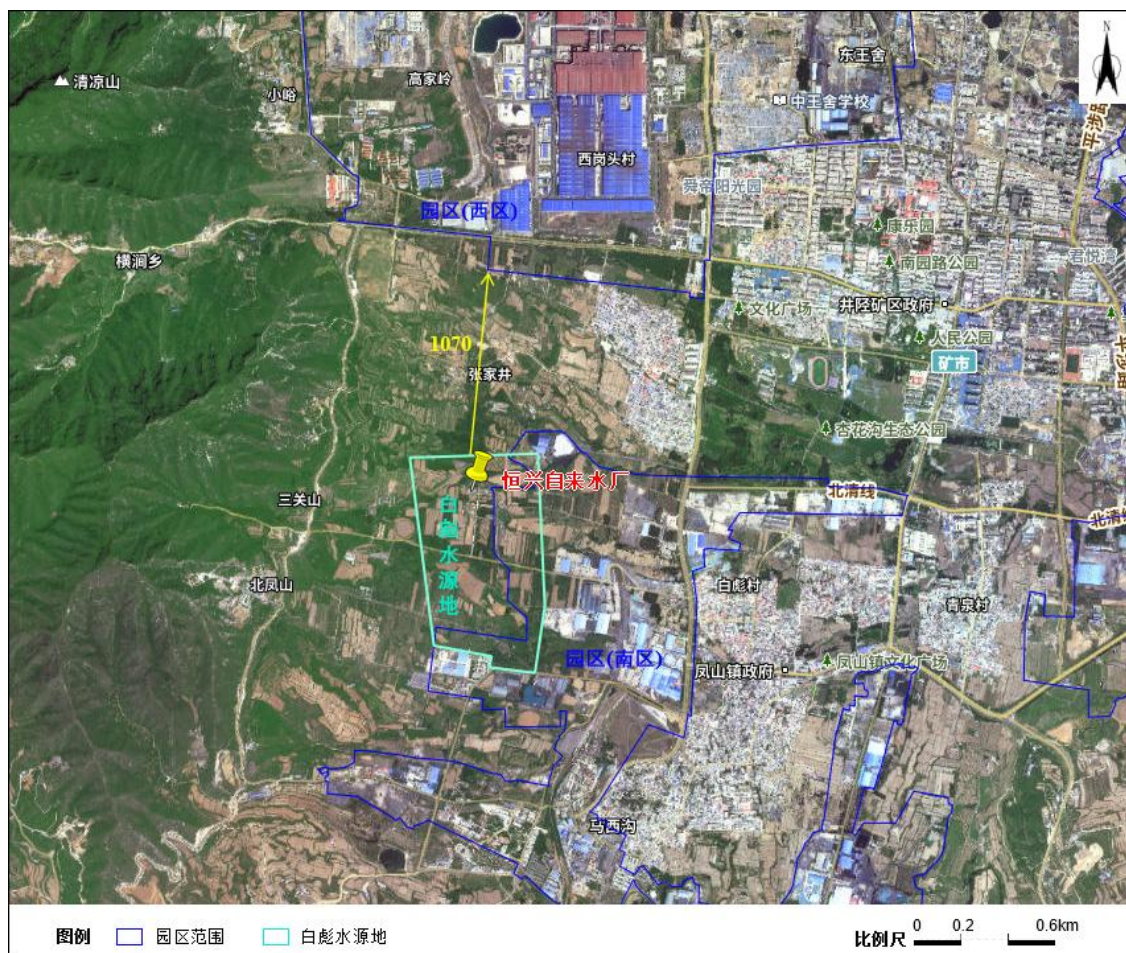 N
清凉山
小峪
高家岭
东王舍
中王舍学校
平涉路
西岗头村
舜帝阳光园
园区(西区)
康乐园
横涧乡
南园路公园
君悦湾
文化广场
井陉矿区政府
1070
人民公园
平涉路
矿市
张家井
杏花沟生态公园
恒兴自来水厂
三关山
北清线
北清线
白彪水源地
北凤山
白彪村
青泉村
园区(南区)
凤山镇政府
凤山镇文化广场
马西沟
图例 园区范围 白彪水源地
比例尺 0 0.2 0.6km